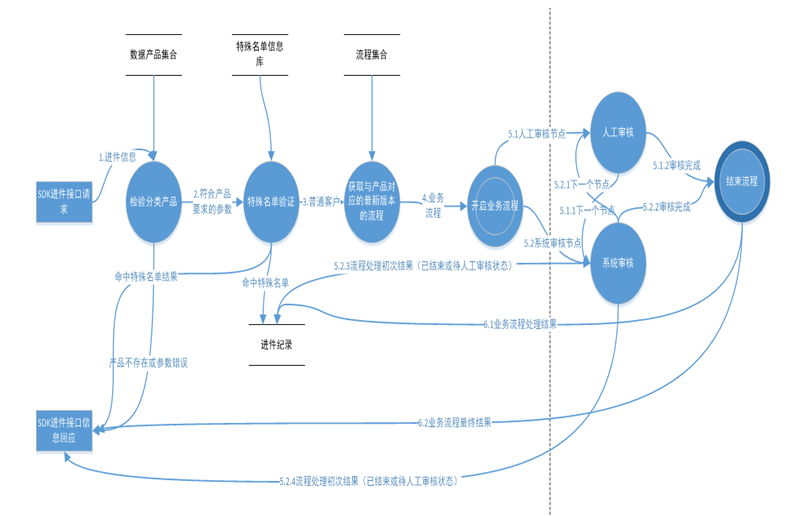 数据产品集合
特殊名单信息
库
流程集合
5.1人工审核节点
人工审核
1.进件信息
5.1.2审核完成
SDK进件接口请
求
检验分类产品
2.符合产品
要求的参数
特殊名单验证
3.普通客户
获取与产品对
应的最新版本
的流程
4.业务
流程
开启业务流程
5.2.1下一个节点
5.1.1下一个节点
5.2.2审核完成
结束流程
5.2系统审核节点
系统审核
5.2.3流程处理初次结果（已结束或待人工审核状态）
命中特殊名单结果
命中特殊名单
6.1业务流程处理结果
进件纪录
产品不存在或参数错误
SDK进件接口信
息回应
6.2业务流程最终结果
5.2.4流程处理初次结果（已结束或待人工审核状态）